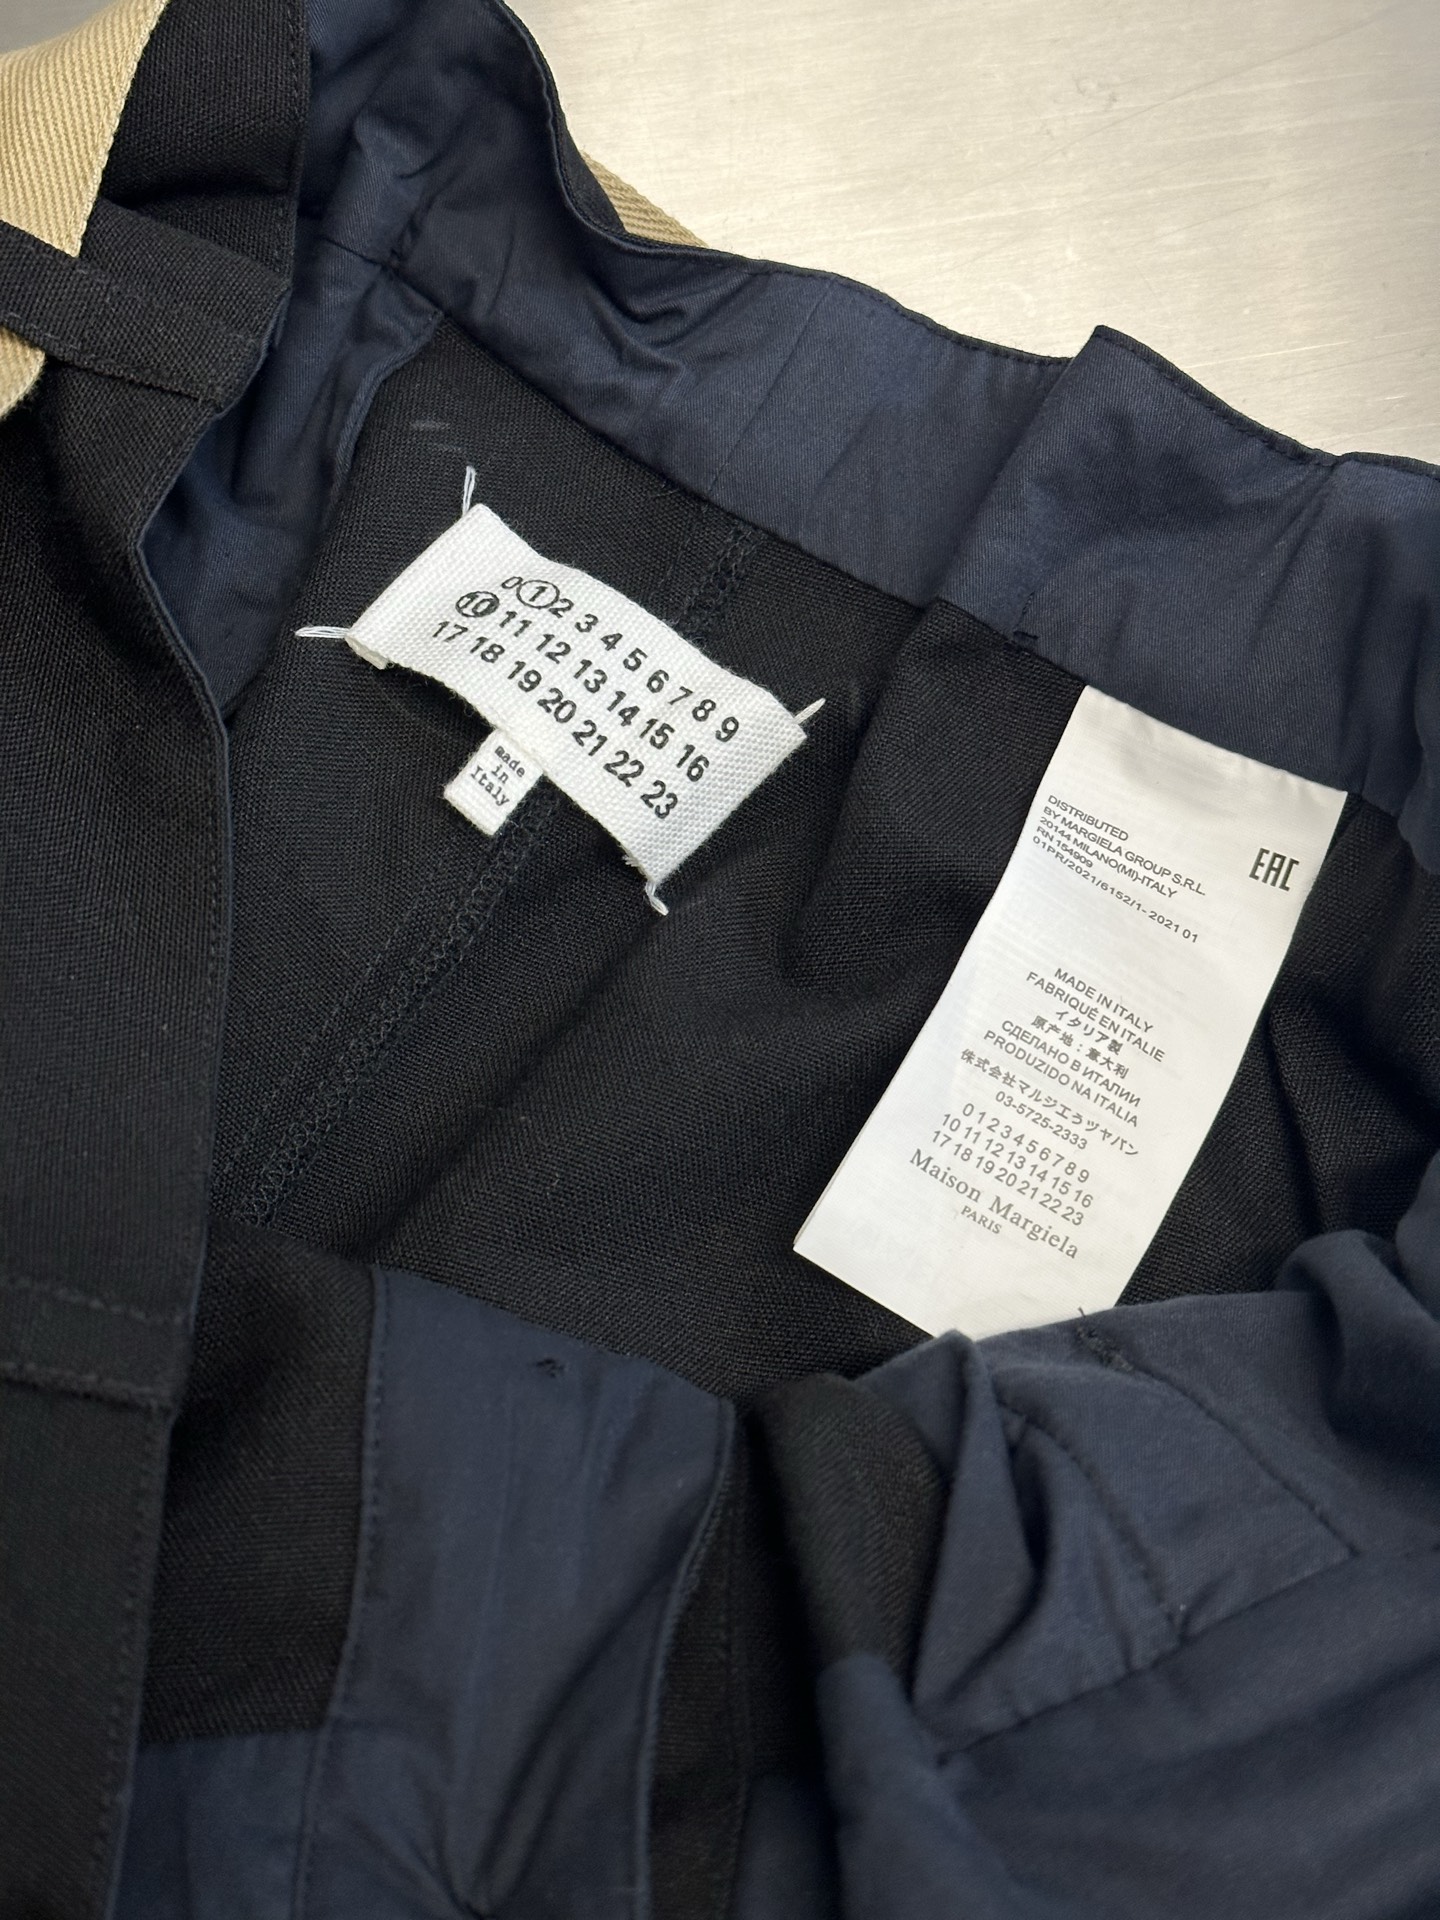 0 1 2 3 4 5 6 7 8 9
10 11 12 13 14 15 16
17 18 19 20 21 22 23
made
in
Italy
DISTRIBUTED
BY MARGIELA GROUP S.R.L.
20144 MILANO(MI)-ITALY
RN 154909
01PR/2021/6152/1- 2021 01
EAC
MADE IN ITALY
FABRIQUÉ EN ITALIE
イタリア製
原产地：意大利
СДЕЛАНО В ИТАЛИИ
PRODUZIDO NA ITALIA
株式会社マルジエラジャパン
03-5725-2333
0 1 2 3 4 5 6 7 8 9
10 11 12 13 14 15 16
17 18 19 20 21 22 23
Maison Margiela
PARIS